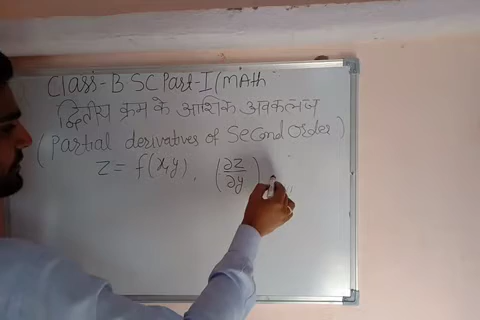 Class- B.SC Part-I (MATH
द्वितीय क्रम के आंशिक अवकलज
(Partial derivatives of Second Order)
Z = f(x,y), (∂z/∂y)